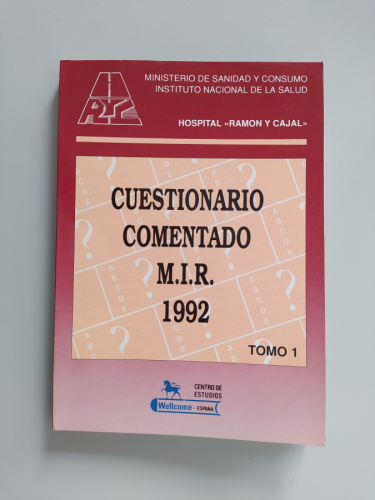 MINISTERIO DE SANIDAD Y CONSUMO
INSTITUTO NACIONAL DE LA SALUD
HOSPITAL «RAMON Y CAJAL»
CUESTIONARIO
COMENTADO
M.I.R.
1992
TOMO 1
CENTRO DE
ESTUDIOS
Wellcome - ESPAÑA